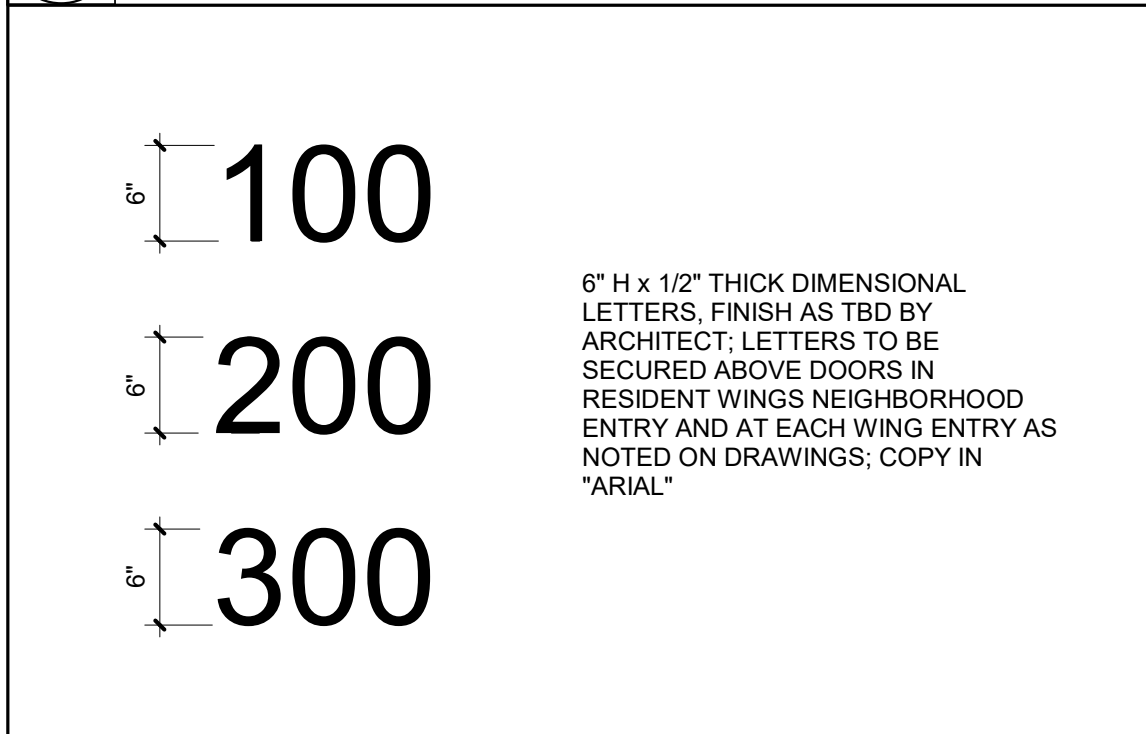 6"
100
6"
200
6"
300
6" H x 1/2" THICK DIMENSIONAL
LETTERS, FINISH AS TBD BY
ARCHITECT; LETTERS TO BE
SECURED ABOVE DOORS IN
RESIDENT WINGS NEIGHBORHOOD
ENTRY AND AT EACH WING ENTRY AS
NOTED ON DRAWINGS; COPY IN
"ARIAL"